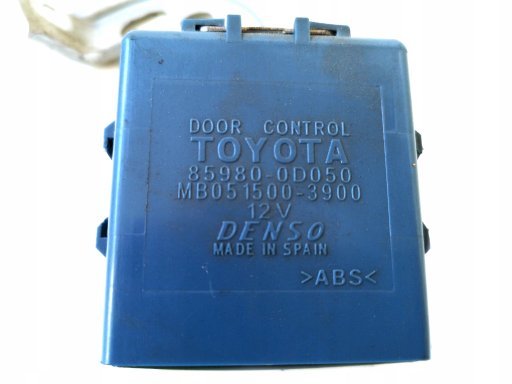 DOOR CONTROL
TOYOTA
85980-0D050
MB051500-3900
12V
DENSO
MADE IN SPAIN
>ABS<